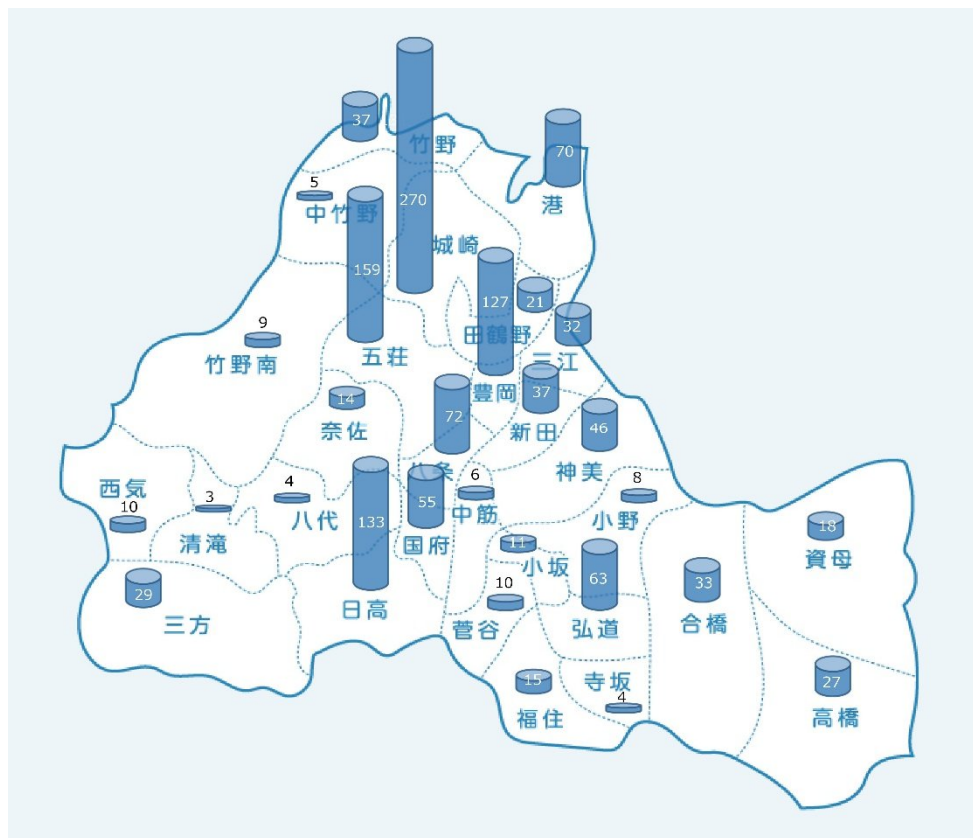 37
竹野
70
5
中竹野
270
港
城崎
159
127
21
田鶴野
32
9
竹野南
五荘
三江
豊岡
37
14
奈佐
72
新田
46
八条
神美
西気
10
3
4
八代
133
55
6
中筋
8
小野
清滝
国府
11
小坂
18
資母
29
三方
日高
10
菅谷
63
弘道
33
合橋
15
福住
寺坂
4
27
高橋